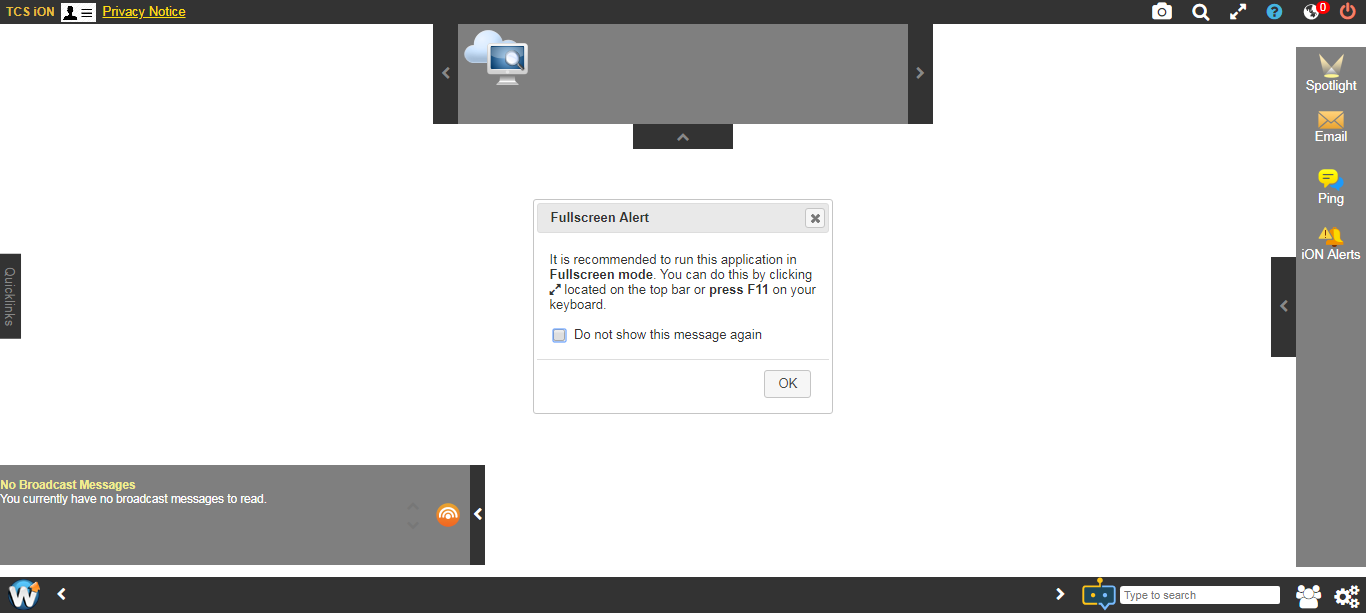 TCS iON
Privacy Notice
?
0
Spotlight
Email
Ping
iON Alerts
Quicklinks
Fullscreen Alert
It is recommended to run this application in
Fullscreen mode. You can do this by clicking
located on the top bar or press F11 on your
keyboard.
Do not show this message again
OK
No Broadcast Messages
You currently have no broadcast messages to read.
W
Type to search